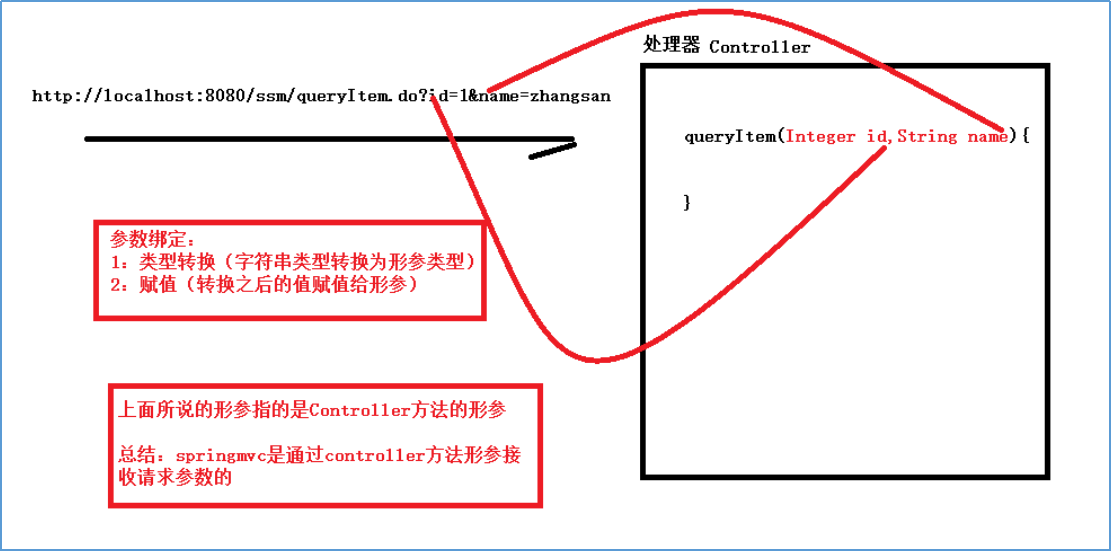 处理器 Controller
http://localhost:8080/ssm/queryItem.do?id=1&name=zhangsan
queryItem(Integer id,String name){
}
参数绑定：
1：类型转换（字符串类型转换为形参类型）
2：赋值（转换之后的值赋值给形参）
上面所说的形参指的是Controller方法的形参
总结：springmvc是通过controller方法形参接
收请求参数的